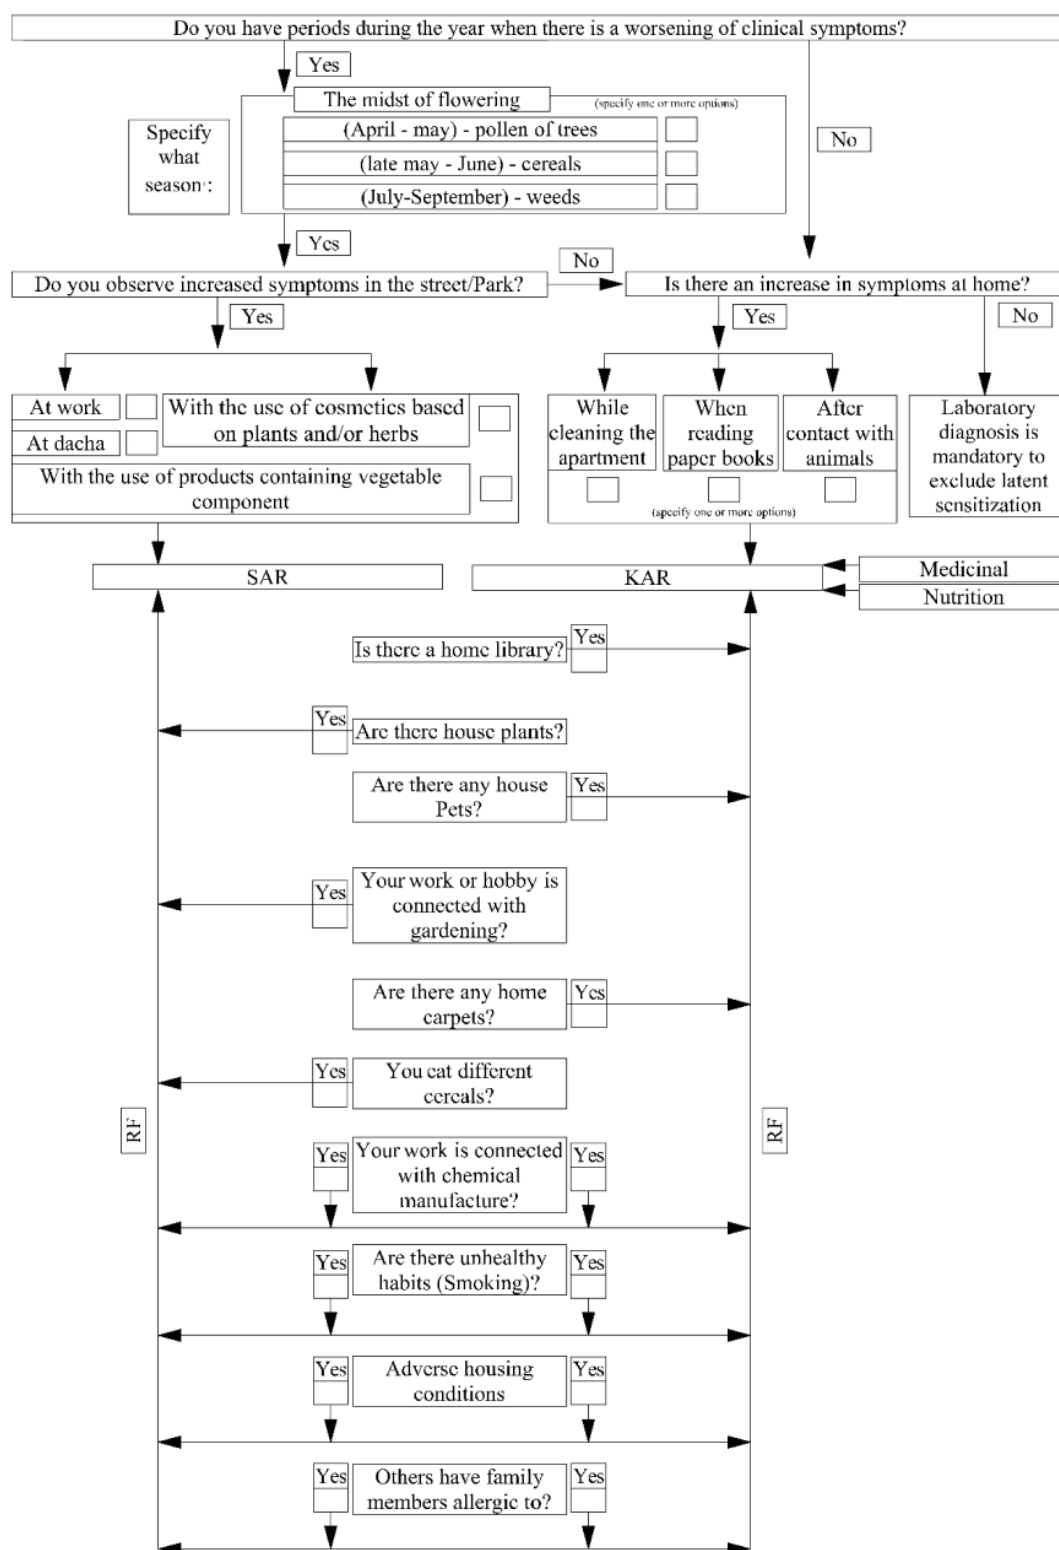 Do you have periods during the year when there is a worsening of clinical symptoms?
Yes
The midst of flowering
(specify one or more options)
(April - may) - pollen of trees
(late may - June) - cereals
(July-September) - weeds
Specify
what
season:
No
Yes
Do you observe increased symptoms in the street/Park?
No
Is there an increase in symptoms at home?
Yes
Yes
No
At work
At dacha
With the use of cosmetics based
on plants and/or herbs
With the use of products containing vegetable
component
While
cleaning the
apartment
When
reading
paper books
After
contact with
animals
(specify one or more options)
Laboratory
diagnosis is
mandatory to
exclude latent
sensitization
SAR
KAR
Medicinal
Nutrition
Is there a home library?
Yes
Yes
Are there house plants?
Are there any house
Pets?
Yes
Yes
Your work or hobby is
connected with
gardening?
Are there any home
carpets?
Yes
Yes
You eat different
cereals?
RF
RF
Yes
Your work is connected
with chemical
manufacture?
Yes
Yes
Are there unhealthy
habits (Smoking)?
Yes
Yes
Adverse housing
conditions
Yes
Yes
Others have family
members allergic to?
Yes